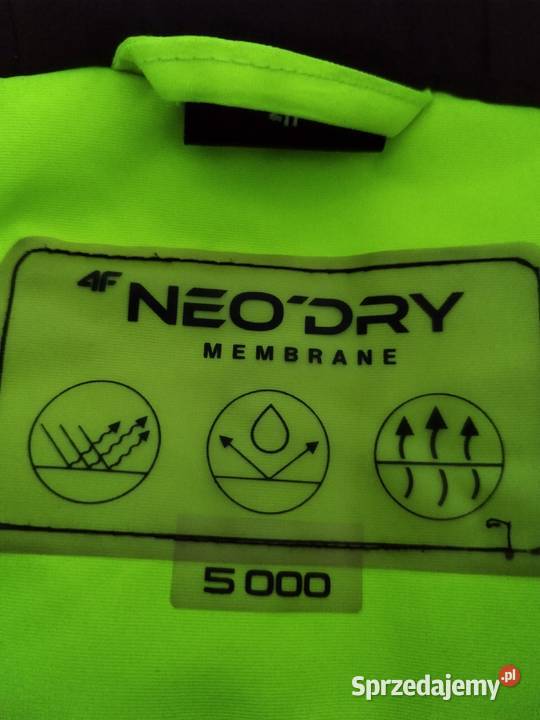 4F NEO'DRY
MEMBRANE
5 000
Sprzedajemy.pl